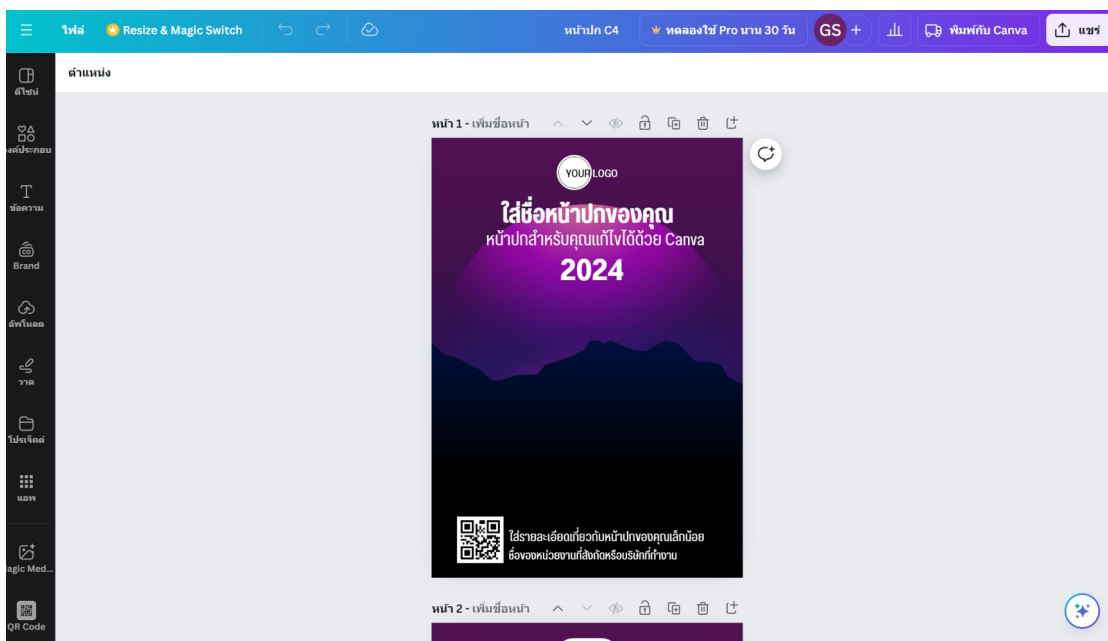 ไฟล์ Resize & Magic Switch หน้าปก C4 ทดลองใช้ Pro นาน 30 วัน GS + พิมพ์กับ Canva แชร์
ตำแหน่ง
ดีไซน์
องค์ประกอบ
ข้อความ
Brand
อัพโหลด
วาด
โปรเจ็คต์
แอพ
agic Med...
QR Code
หน้า 1 - เพิ่มชื่อหน้า
YOUR LOGO
ใส่ชื่อหน้าปกของคุณ
หน้าปกสำหรับคุณแก้ไขได้ด้วย Canva
2024
ใส่รายละเอียดเกี่ยวกับหน้าปกของคุณเล็กน้อย
ชื่อของหน่วยงานที่สังกัดหรือบริษัทที่ทำงาน
หน้า 2 - เพิ่มชื่อหน้า